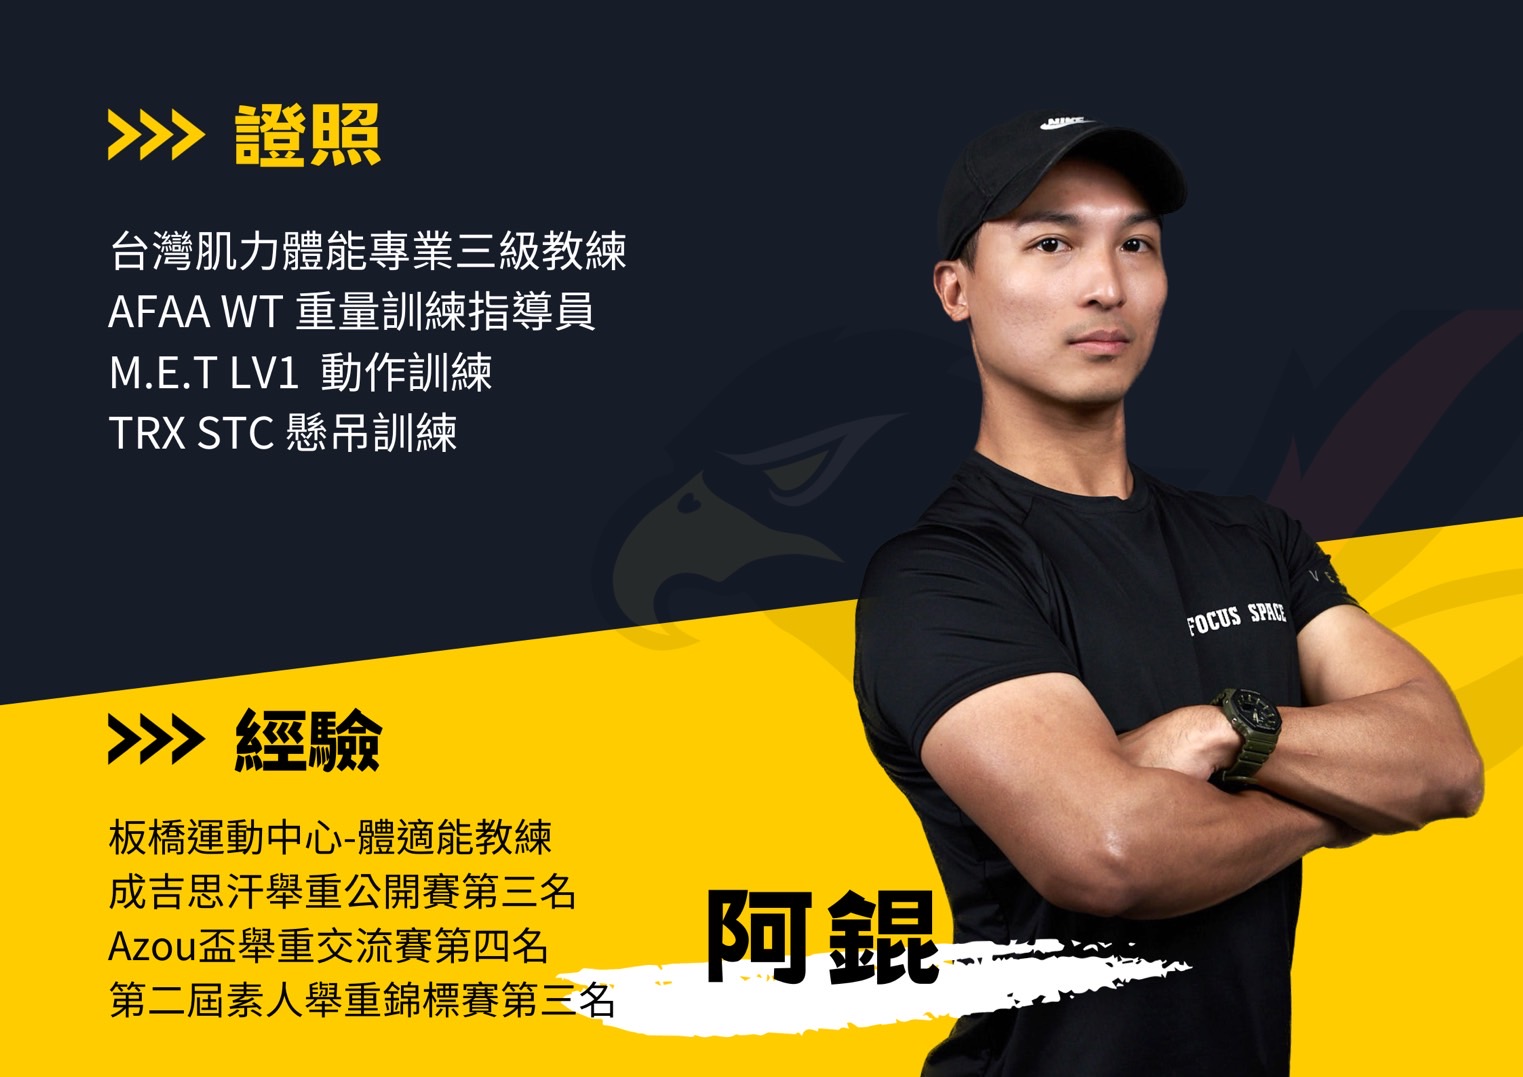 >>> 證照
台灣肌力體能專業三級教練
AFAA WT 重量訓練指導員
M.E.T LV1 動作訓練
TRX STC 懸吊訓練
NIKE
V E
FOCUS SPACE
>>> 經驗
板橋運動中心-體適能教練
成吉思汗舉重公開賽第三名
Azou盃舉重交流賽第四名
第二屆素人舉重錦標賽第三名
阿錕